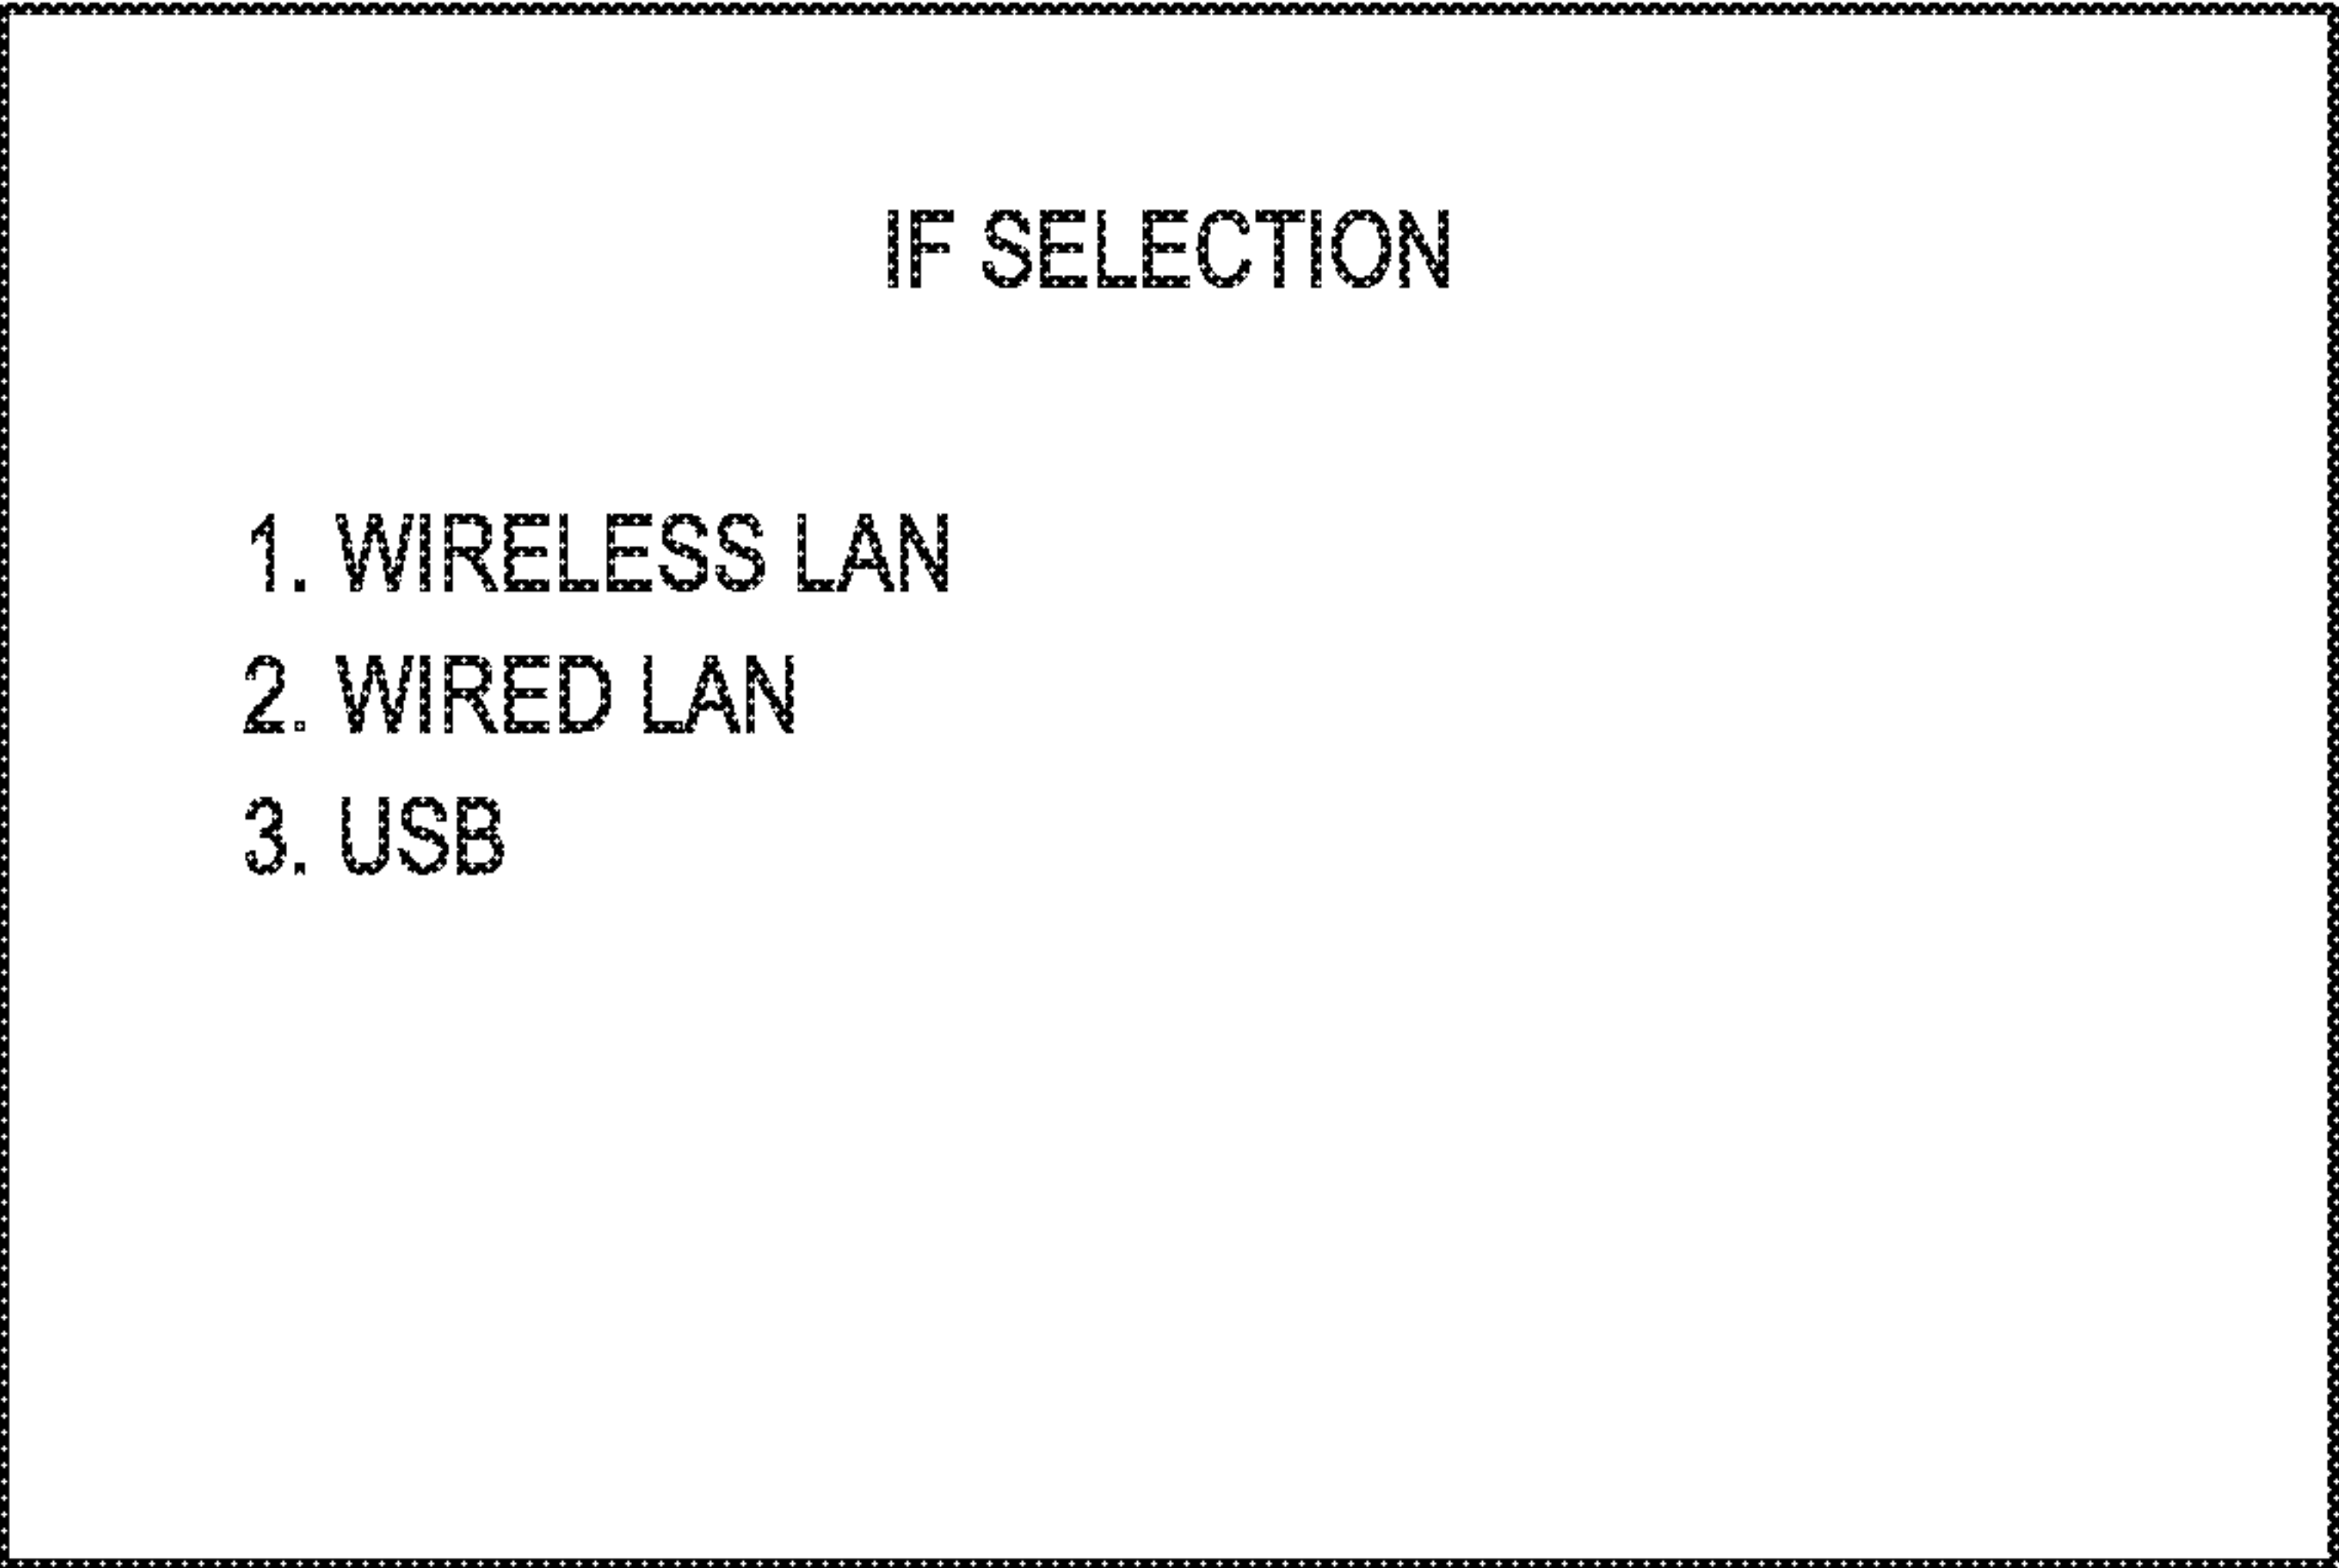 IF SELECTION
1. WIRELESS LAN
2. WIRED LAN
3. USB